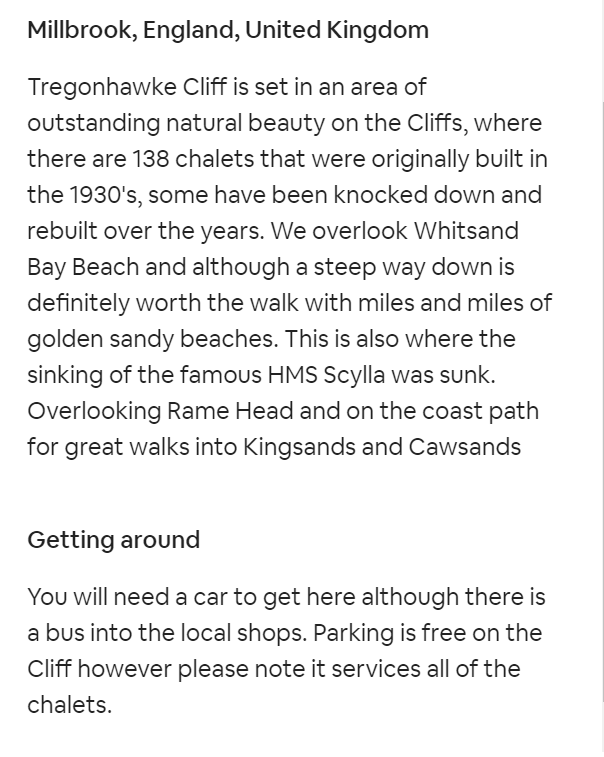 Millbrook, England, United Kingdom
Tregonhawke Cliff is set in an area of
outstanding natural beauty on the Cliffs, where
there are 138 chalets that were originally built in
the 1930's, some have been knocked down and
rebuilt over the years. We overlook Whitsand
Bay Beach and although a steep way down is
definitely worth the walk with miles and miles of
golden sandy beaches. This is also where the
sinking of the famous HMS Scylla was sunk.
Overlooking Rame Head and on the coast path
for great walks into Kingsands and Cawsands
Getting around
You will need a car to get here although there is
a bus into the local shops. Parking is free on the
Cliff however please note it services all of the
chalets.